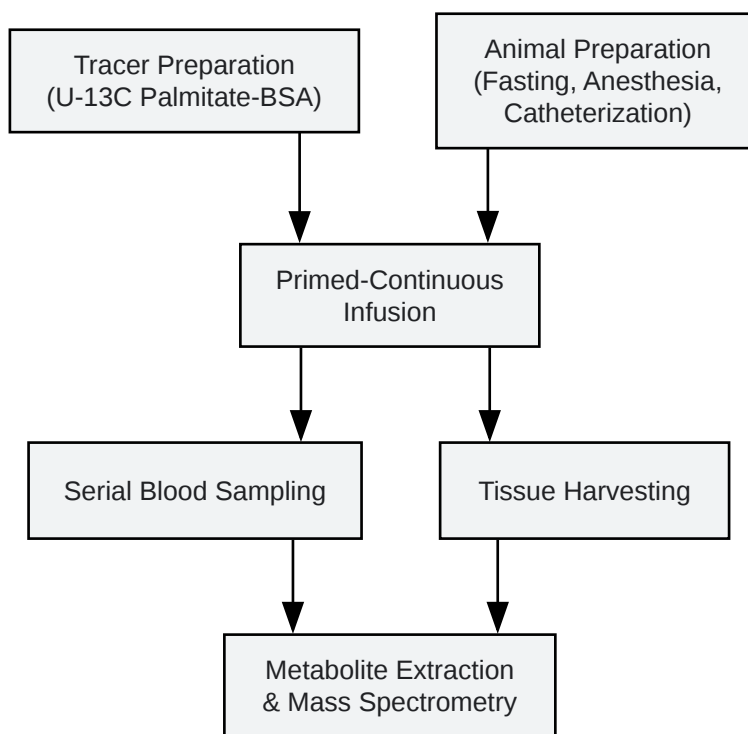 Tracer Preparation
(U-13C Palmitate-BSA)
Animal Preparation
(Fasting, Anesthesia,
Catheterization)
Primed-Continuous
Infusion
Serial Blood Sampling
Tissue Harvesting
Metabolite Extraction
& Mass Spectrometry